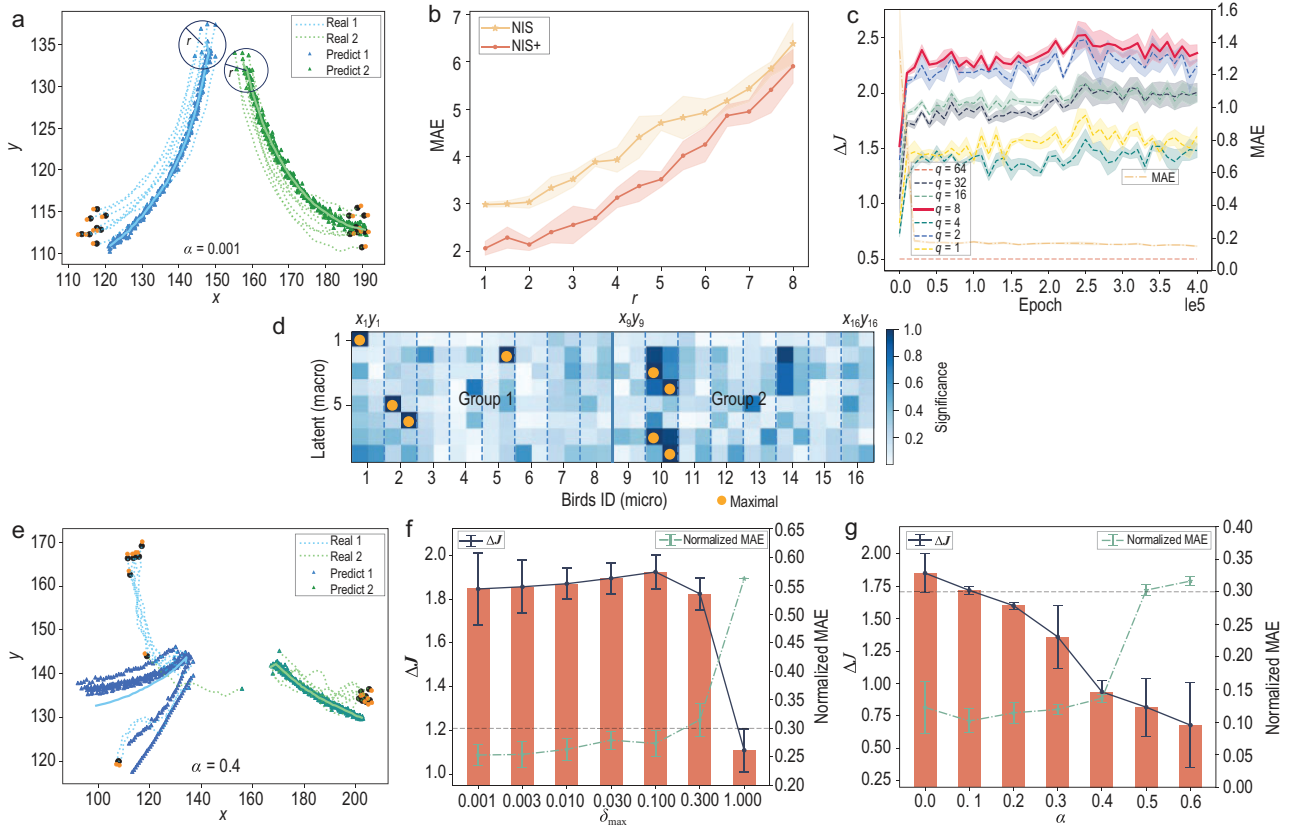 a
y
135
130
125
120
115
110
r
r
Real 1
Real 2
Predict 1
Predict 2
α = 0.001
110 120 130 140 150 160 170 180 190
x
b
MAE
7
6
5
4
3
2
NIS
NIS+
1 2 3 4 5 6 7 8
r
c
ΔJ
2.5
2.0
1.5
1.0
0.5
q = 64
q = 32
q = 16
q = 8
q = 4
q = 2
q = 1
MAE
1.6
1.4
1.2
1.0
0.8
0.6
0.4
0.2
0.0
MAE
0.0 0.5 1.0 1.5 2.0 2.5 3.0 3.5 4.0
Epoch
le5
d
x1y1 x9y9 x16y16
Latent (macro)
1
5
Group 1 Group 2
1 2 3 4 5 6 7 8 9 10 11 12 13 14 15 16
Birds ID (micro)
Maximal
1.0
0.8
0.6
0.4
0.2
Significance
e
y
170
160
150
140
130
120
Real 1
Real 2
Predict 1
Predict 2
α = 0.4
100 120 140 160 180 200
x
f
ΔJ
2.0
1.8
1.6
1.4
1.2
1.0
ΔJ
Normalized MAE
0.65
0.60
0.55
0.50
0.45
0.40
0.35
0.30
0.25
0.20
Normalized MAE
0.001 0.003 0.010 0.030 0.100 0.300 1.000
δmax
g
ΔJ
2.00
1.75
1.50
1.25
1.00
0.75
0.50
0.25
ΔJ
Normalized MAE
0.40
0.35
0.30
0.25
0.20
0.15
0.10
0.05
0.00
Normalized MAE
0.0 0.1 0.2 0.3 0.4 0.5 0.6
α